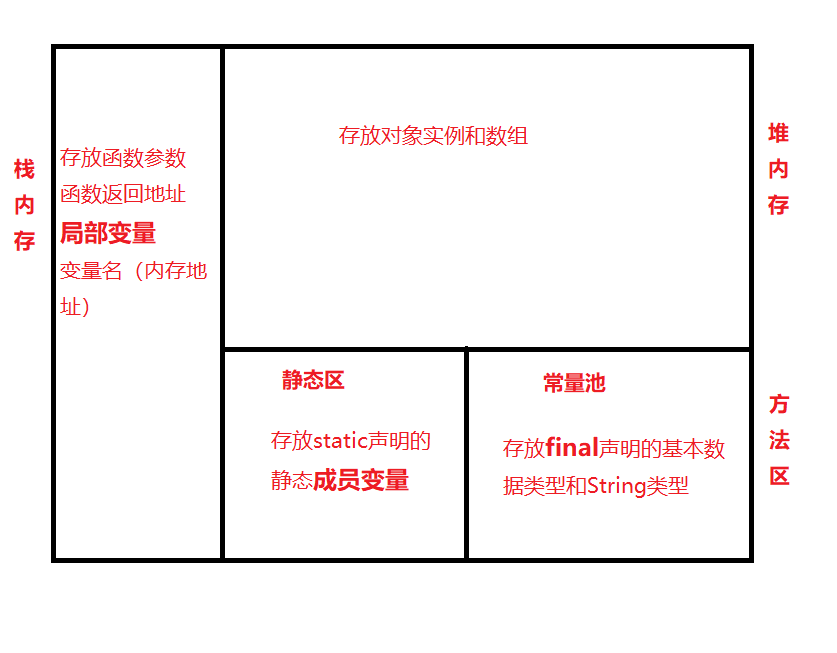 栈内存
存放函数参数
函数返回地址
局部变量
变量名（内存地
址）
存放对象实例和数组
堆内存
静态区
存放static声明的
静态成员变量
常量池
存放final声明的基本数
据类型和String类型
方法区